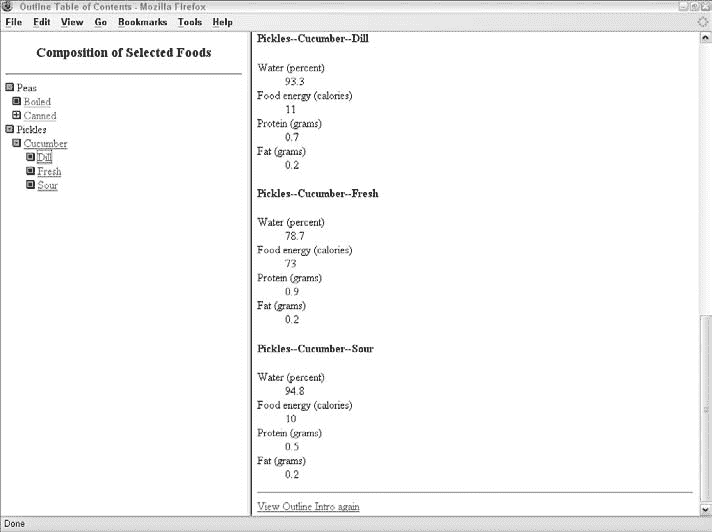 Outline Table of Contents - Mozilla Firefox
File Edit View Go Bookmarks Tools Help
Composition of Selected Foods
Peas
Boiled
Canned
Pickles
Cucumber
Dill
Fresh
Sour
Pickles--Cucumber--Dill
Water (percent)
93.3
Food energy (calories)
11
Protein (grams)
0.7
Fat (grams)
0.2
Pickles--Cucumber--Fresh
Water (percent)
78.7
Food energy (calories)
73
Protein (grams)
0.9
Fat (grams)
0.2
Pickles--Cucumber--Sour
Water (percent)
94.8
Food energy (calories)
10
Protein (grams)
0.5
Fat (grams)
0.2
View Outline Intro again
Done